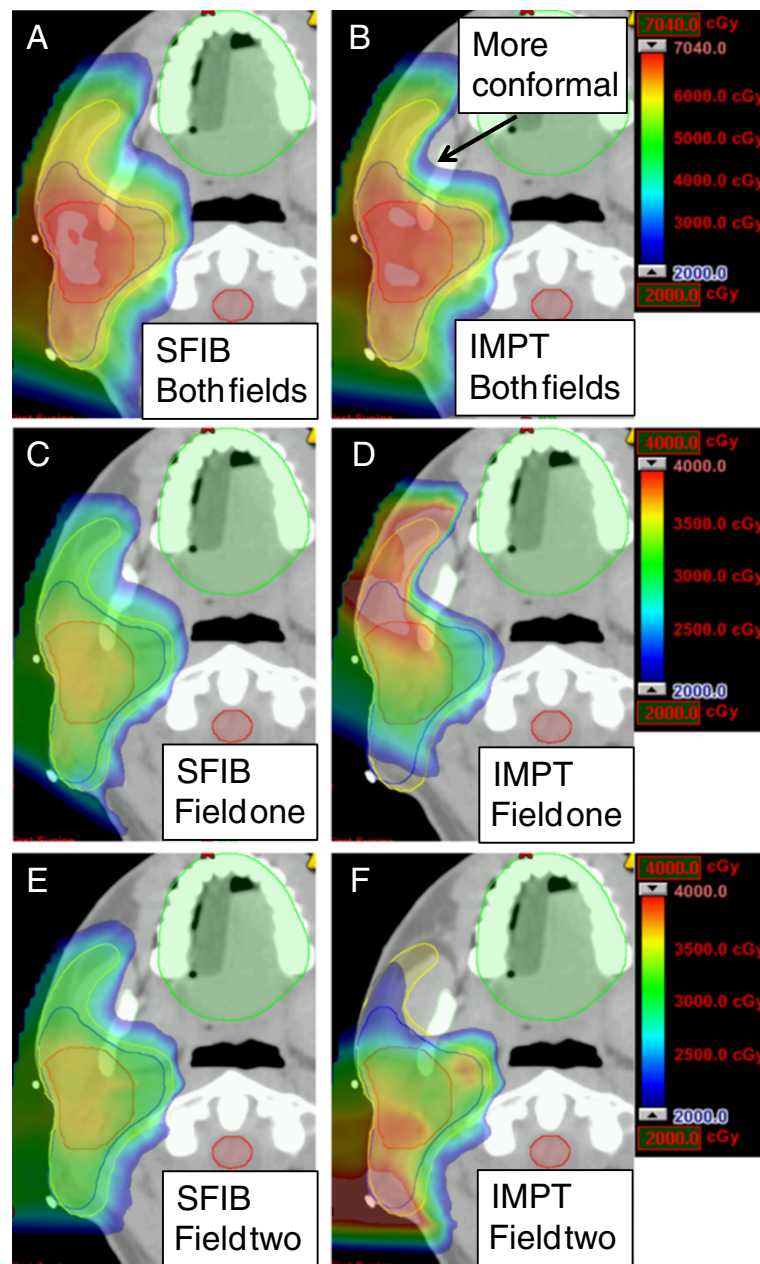 A
B
More
conformal
7040.0 cGy
7040.0
6000.0 cGy
5000.0 cGy
4000.0 cGy
3000.0 cGy
2000.0
2000.0 cGy
SFIB
Both fields
IMPT
Both fields
C
D
4000.0 cGy
4000.0
3500.0 cGy
3000.0 cGy
2500.0 cGy
2000.0
2000.0 cGy
SFIB
Field one
IMPT
Field one
E
F
4000.0 cGy
4000.0
3500.0 cGy
3000.0 cGy
2500.0 cGy
2000.0
2000.0 cGy
SFIB
Field two
IMPT
Field two